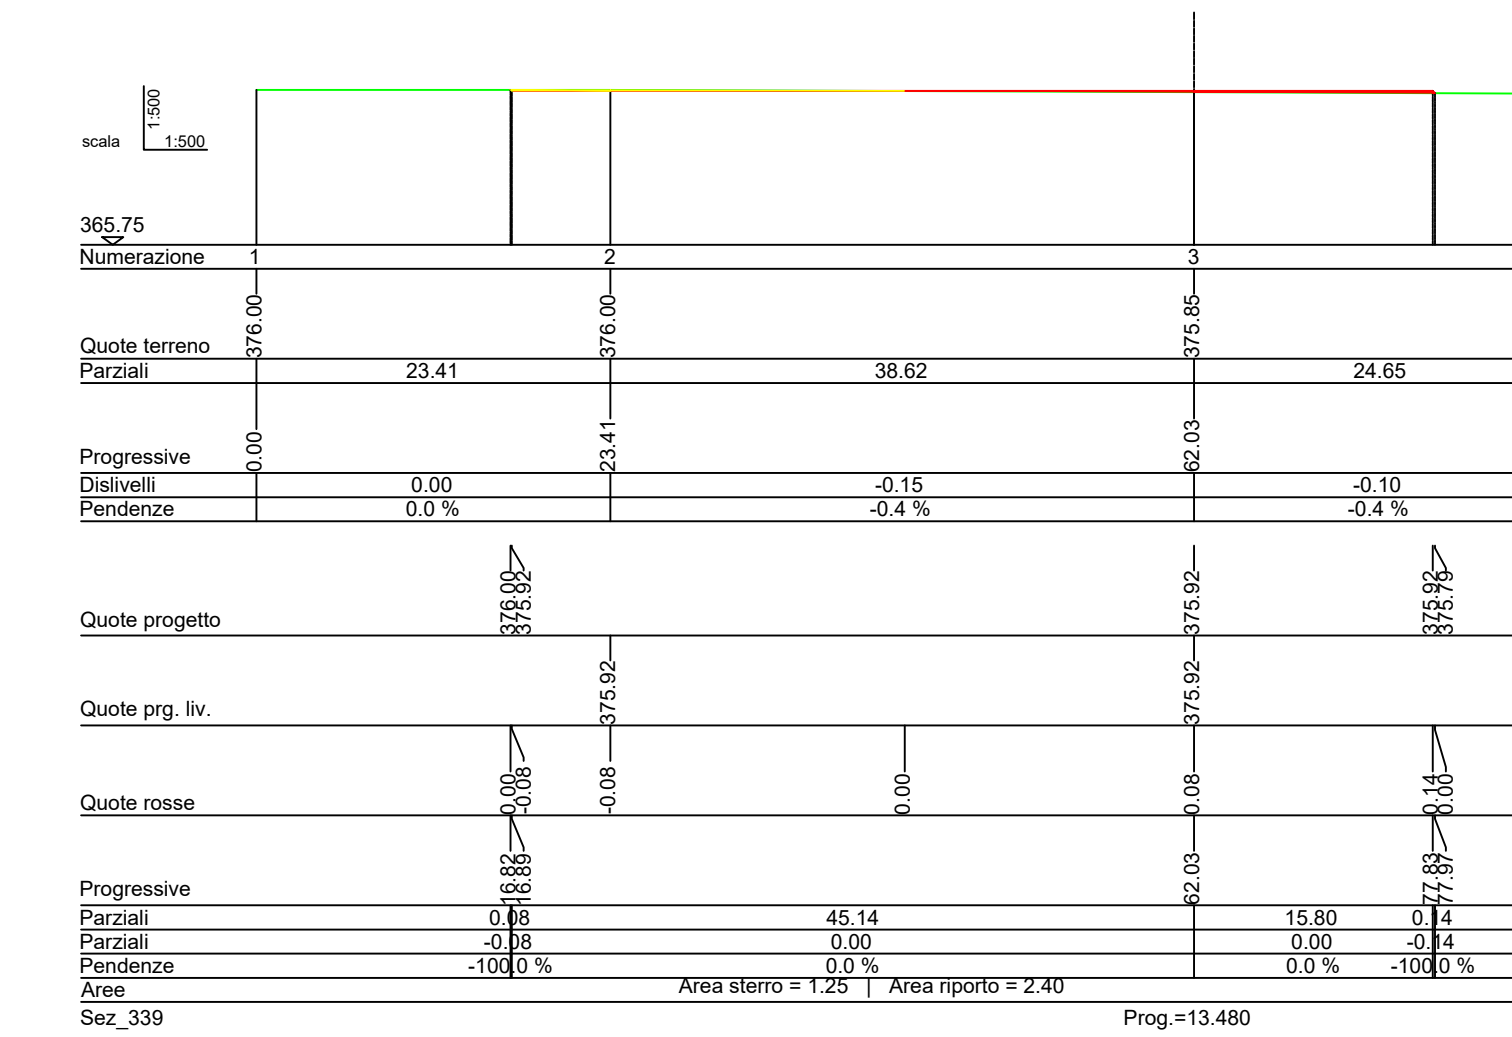 1:500
scala 1:500
365.75
Numerazione 1 2 3
Quote terreno 376.00 376.00 375.85
Parziali 23.41 38.62 24.65
Progressive 0.00 23.41 62.03
Dislivelli 0.00 -0.15 -0.10
Pendenze 0.0 % -0.4 % -0.4 %
Quote progetto 376.00 375.92 375.92 375.92 375.79
Quote prg. liv. 375.92 375.92
Quote rosse 0.00 -0.08 -0.08 0.00 0.08 0.14 0.00
Progressive 16.82 16.89 62.03 77.83 77.97
Parziali 0.08 45.14 15.80 0.14
Parziali -0.08 0.00 0.00 -0.14
Pendenze -100.0 % 0.0 % 0.0 % -100.0 %
Aree Area sterro = 1.25 | Area riporto = 2.40
Sez_339 Prog.=13.480